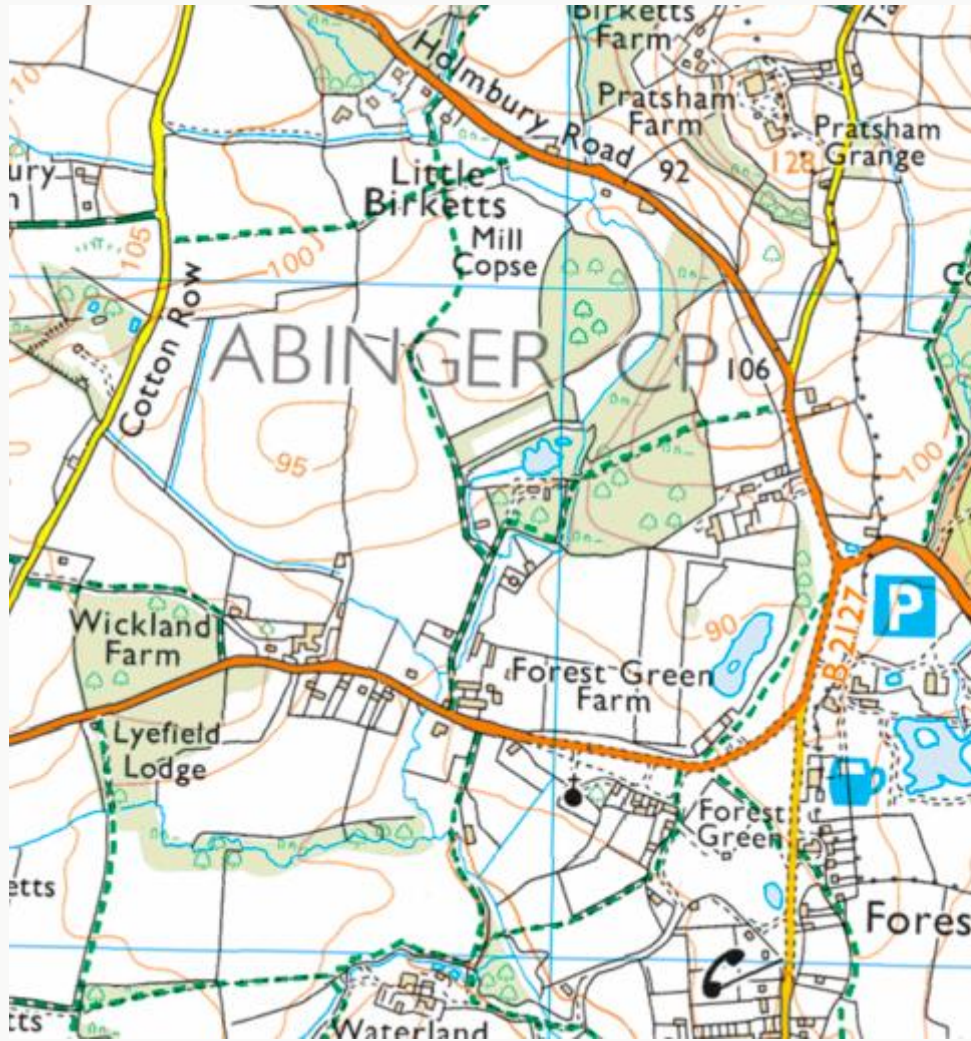 Birketts
Farm
Holmbury Road
Pratsham
Farm
Pratsham
Grange
128
92
Little
Birketts
Mill
Copse
105
100
Cotton Row
ABINGER CP
106
95
100
Wickland
Farm
90
P
B 2127
Forest Green
Farm
Lyefield
Lodge
Forest
Green
etts
Fores
Waterland